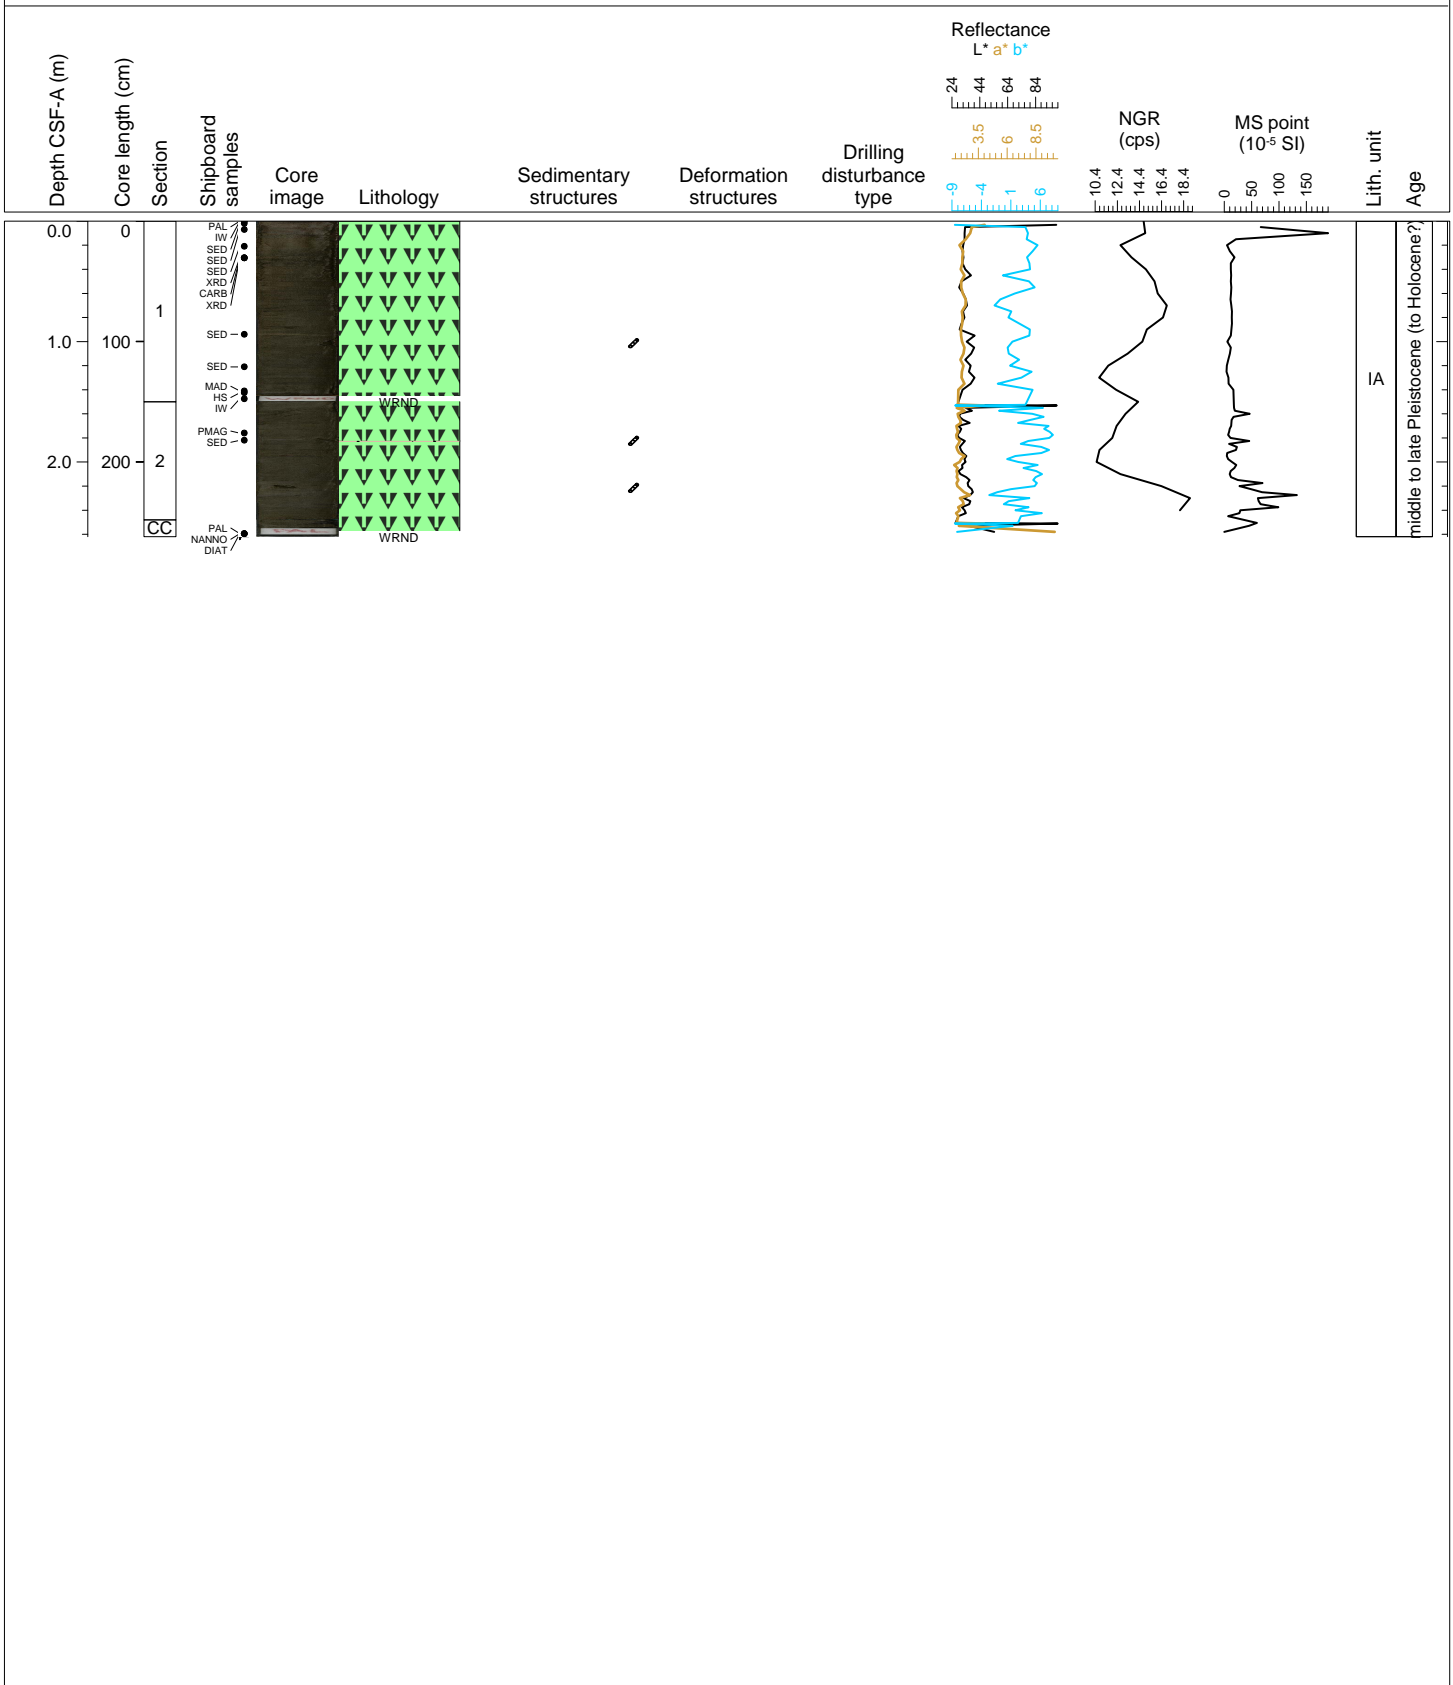 Depth CSF-A (m)
Core length (cm)
Section
Shipboard
samples
Core
image
Lithology
Sedimentary
structures
Deformation
structures
Drilling
disturbance
type
Reflectance
L* a* b*
24 44 64 84
3.5 6 8.5
-9 -4 1 6
NGR
(cps)
10.4 12.4 14.4 16.4 18.4
MS point
(10-5 SI)
0 50 100 150
Lith. unit
Age
0.0
1.0
2.0
0
100
200
1
2
CC
PAL
IW
SED
SED
SED
XRD
CARB
XRD
SED
SED
MAD
HS
IW
PMAG
SED
PAL
NANNO
DIAT
WRND
WRND
IA
middle to late Pleistocene (to Holocene?)